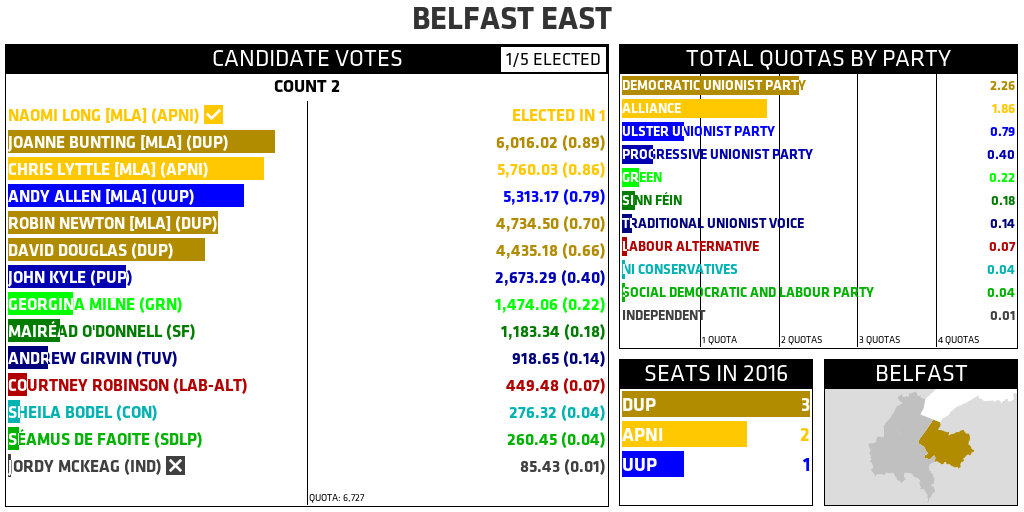 BELFAST EAST
CANDIDATE VOTES 1/5 ELECTED
COUNT 2
NAOMI LONG [MLA] (APNI) ELECTED IN 1
JOANNE BUNTING [MLA] (DUP) 6,016.02 (0.89)
CHRIS LYTTLE [MLA] (APNI) 5,760.03 (0.86)
ANDY ALLEN [MLA] (UUP) 5,313.17 (0.79)
ROBIN NEWTON [MLA] (DUP) 4,734.50 (0.70)
DAVID DOUGLAS (DUP) 4,435.18 (0.66)
JOHN KYLE (PUP) 2,673.29 (0.40)
GEORGINA MILNE (GRN) 1,474.06 (0.22)
MAIRÉAD O'DONNELL (SF) 1,183.34 (0.18)
ANDREW GIRVIN (TUV) 918.65 (0.14)
COURTNEY ROBINSON (LAB-ALT) 449.48 (0.07)
SHEILA BODEL (CON) 276.32 (0.04)
SÉAMUS DE FAOITE (SDLP) 260.45 (0.04)
JORDY MCKEAG (IND) 85.43 (0.01)
QUOTA: 6,727
TOTAL QUOTAS BY PARTY
DEMOCRATIC UNIONIST PARTY 2.26
ALLIANCE 1.86
ULSTER UNIONIST PARTY 0.79
PROGRESSIVE UNIONIST PARTY 0.40
GREEN 0.22
SINN FÉIN 0.18
TRADITIONAL UNIONIST VOICE 0.14
LABOUR ALTERNATIVE 0.07
NI CONSERVATIVES 0.04
SOCIAL DEMOCRATIC AND LABOUR PARTY 0.04
INDEPENDENT 0.01
1 QUOTA 2 QUOTAS 3 QUOTAS 4 QUOTAS
SEATS IN 2016
DUP 3
APNI 2
UUP 1
BELFAST